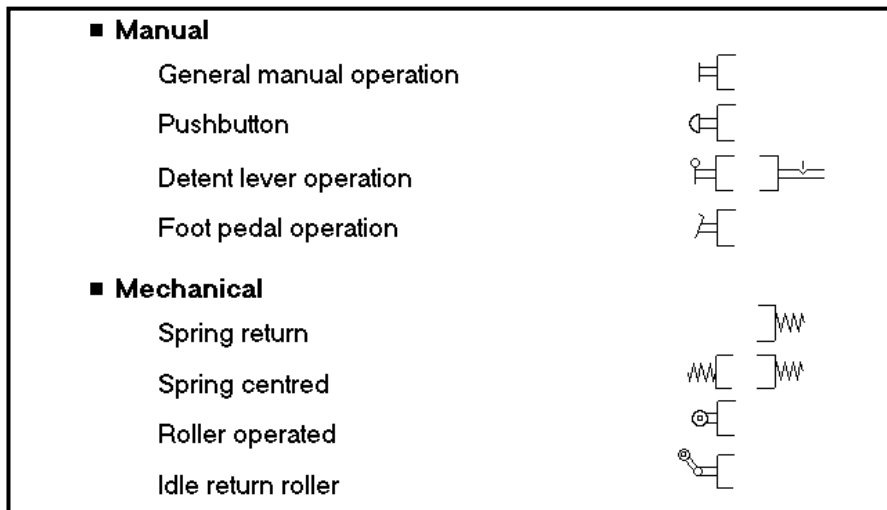 Manual
General manual operation
Pushbutton
Detent lever operation
Foot pedal operation
Mechanical
Spring return
Spring centred
Roller operated
Idle return roller